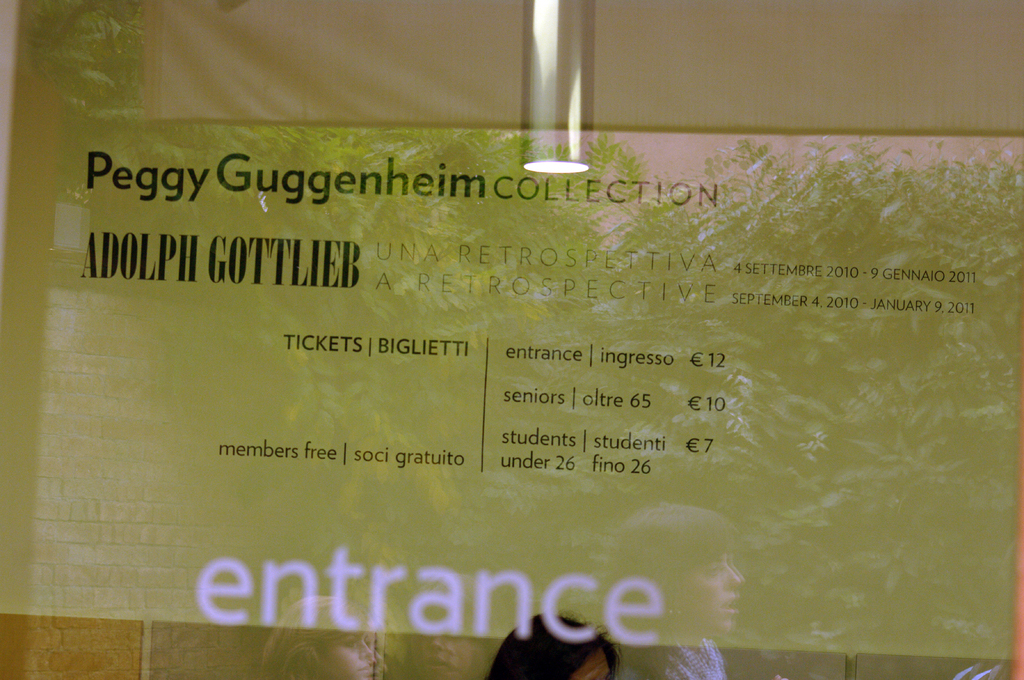 Peggy Guggenheim COLLECTION
ADOLPH GOTTLIEB
UNA RETROSPETTIVA 4 SETTEMBRE 2010 - 9 GENNAIO 2011
A RETROSPECTIVE SEPTEMBER 4, 2010 - JANUARY 9, 2011
TICKETS | BIGLIETTI
entrance | ingresso € 12
seniors | oltre 65 € 10
students | studenti € 7
under 26 fino 26
members free | soci gratuito
entrance